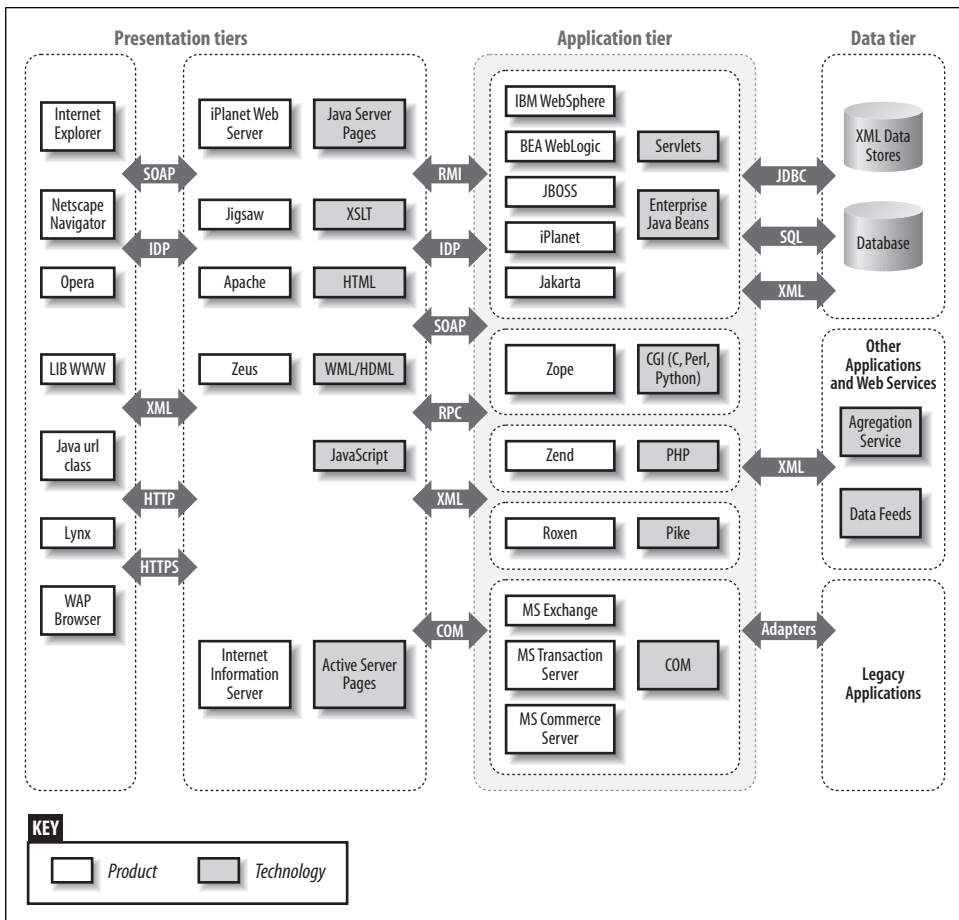 Presentation tiers
Application tier
Data tier
Internet
Explorer
Netscape
Navigator
Opera
LIB WWW
Java url
class
Lynx
WAP
Browser
SOAP
IDP
XML
HTTP
HTTPS
iPlanet Web
Server
Java Server
Pages
Jigsaw
XSLT
Apache
HTML
Zeus
WML/HDML
JavaScript
Internet
Information
Server
Active Server
Pages
RMI
IDP
SOAP
RPC
XML
COM
IBM WebSphere
BEA WebLogic
JBOSS
iPlanet
Jakarta
Servlets
Enterprise
Java Beans
Zope
CGI (C, Perl,
Python)
Zend
PHP
Roxen
Pike
MS Exchange
MS Transaction
Server
MS Commerce
Server
COM
JDBC
SQL
XML
XML
Adapters
XML Data
Stores
Database
Other
Applications
and Web Services
Agregation
Service
Data Feeds
Legacy
Applications
KEY
Product
Technology